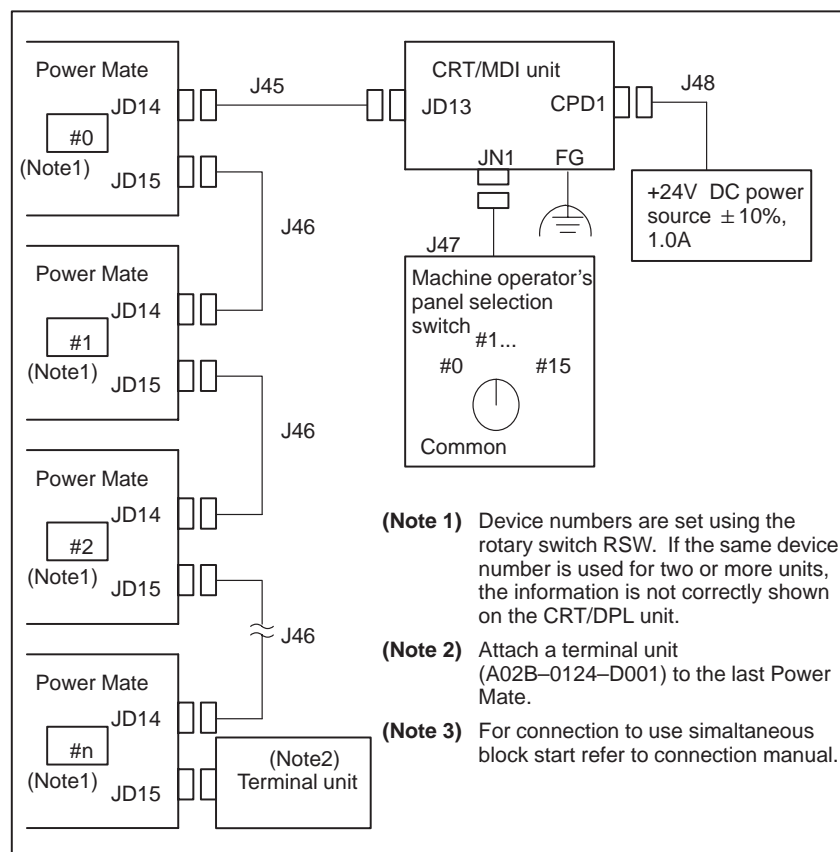 Power Mate
JD14
#0
(Note1)
JD15
J45
CRT/MDI unit
JD13
CPD1
JN1
FG
J48
+24V DC power
source ±10%,
1.0A
J46
J47
Machine operator's
panel selection
switch
#1...
#0
#15
Common
Power Mate
JD14
#1
(Note1)
JD15
J46
Power Mate
JD14
#2
(Note1)
JD15
J46
Power Mate
JD14
#n
(Note1)
JD15
(Note2)
Terminal unit
(Note 1) Device numbers are set using the
rotary switch RSW. If the same device
number is used for two or more units,
the information is not correctly shown
on the CRT/DPL unit.
(Note 2) Attach a terminal unit
(A02B–0124–D001) to the last Power
Mate.
(Note 3) For connection to use simaltaneous
block start refer to connection manual.